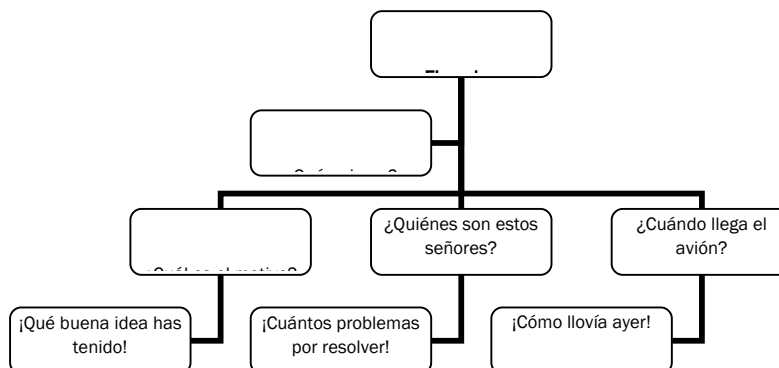 ¿Quiénes son estos
señores?
¿Cuándo llega el
avión?
¡Qué buena idea has
tenido!
¡Cuántos problemas
por resolver!
¡Cómo llovía ayer!